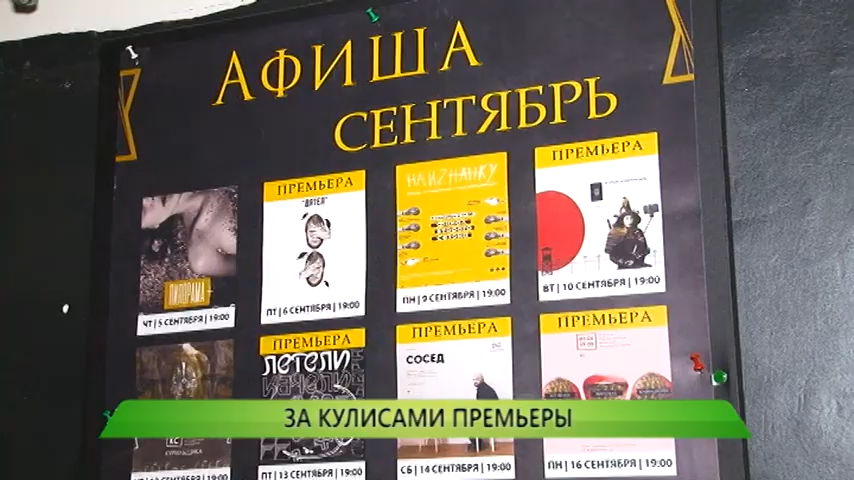 АФИША
СЕНТЯБРЬ
ПИЛОРАМА
ЧТ | 5 СЕНТЯБРЯ | 19:00
ПРЕМЬЕРА
"ДЯТЕЛ"
ПТ | 6 СЕНТЯБРЯ | 19:00
НАИЗНАНКУ
ПН | 9 СЕНТЯБРЯ | 19:00
ПРЕМЬЕРА
ВТ | 10 СЕНТЯБРЯ | 19:00
ПРЕМЬЕРА
ЛЕТЕЛИ
ПТ | 13 СЕНТЯБРЯ | 19:00
ПРЕМЬЕРА
СОСЕД
СБ | 14 СЕНТЯБРЯ | 19:00
ПРЕМЬЕРА
ПН | 16 СЕНТЯБРЯ | 19:00
ЗА КУЛИСАМИ ПРЕМЬЕРЫ